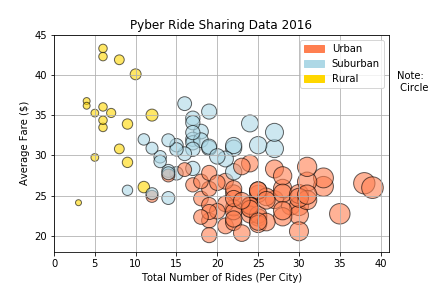 Pyber Ride Sharing Data 2016
45
40
35
30
25
20
Average Fare ($)
0 5 10 15 20 25 30 35 40
Total Number of Rides (Per City)
Urban
Suburban
Rural
Note:
Circle